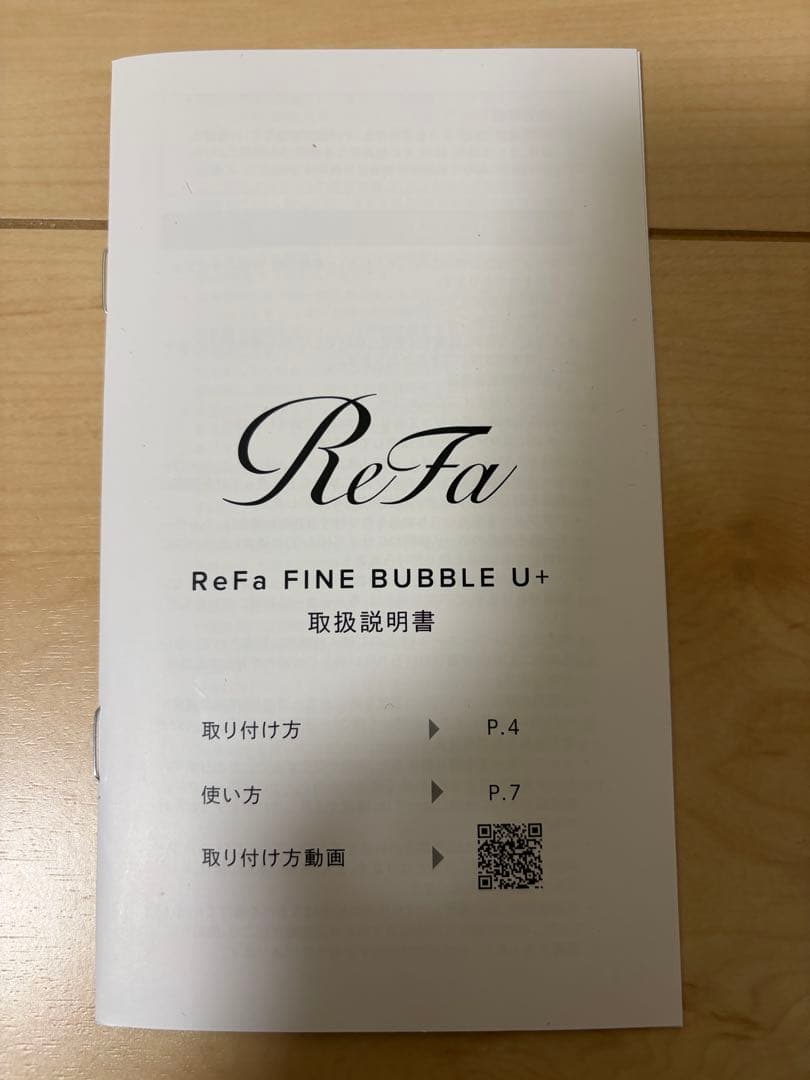 ReFa
ReFa FINE BUBBLE U+
取扱説明書
取り付け方 ▶ P.4
使い方 ▶ P.7
取り付け方動画 ▶